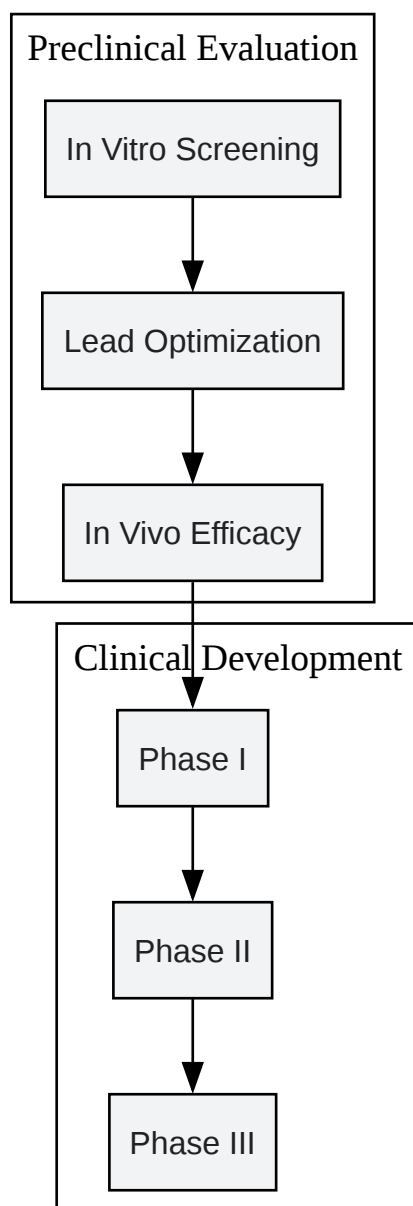 Preclinical Evaluation
In Vitro Screening
Lead Optimization
In Vivo Efficacy
Clinical Development
Phase I
Phase II
Phase III